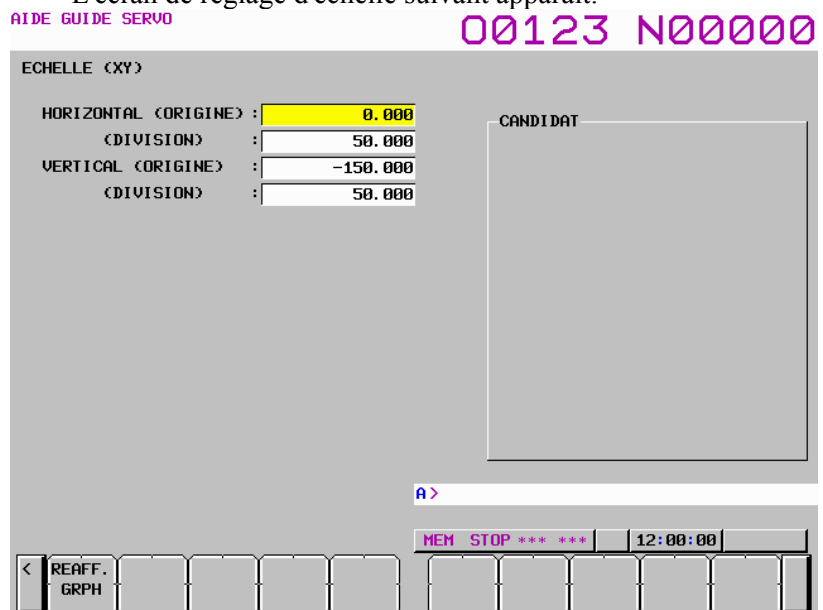 L'écran de réglage d'échelle suivant apparaît.
AIDE GUIDE SERVO
O0123 N00000
ECHELLE (XY)
HORIZONTAL (ORIGINE) : 0.000
(DIVISION) : 50.000
VERTICAL (ORIGINE) : -150.000
(DIVISION) : 50.000
CANDIDAT
A>
MEM STOP *** *** 12:00:00
< REAFF.
GRPH